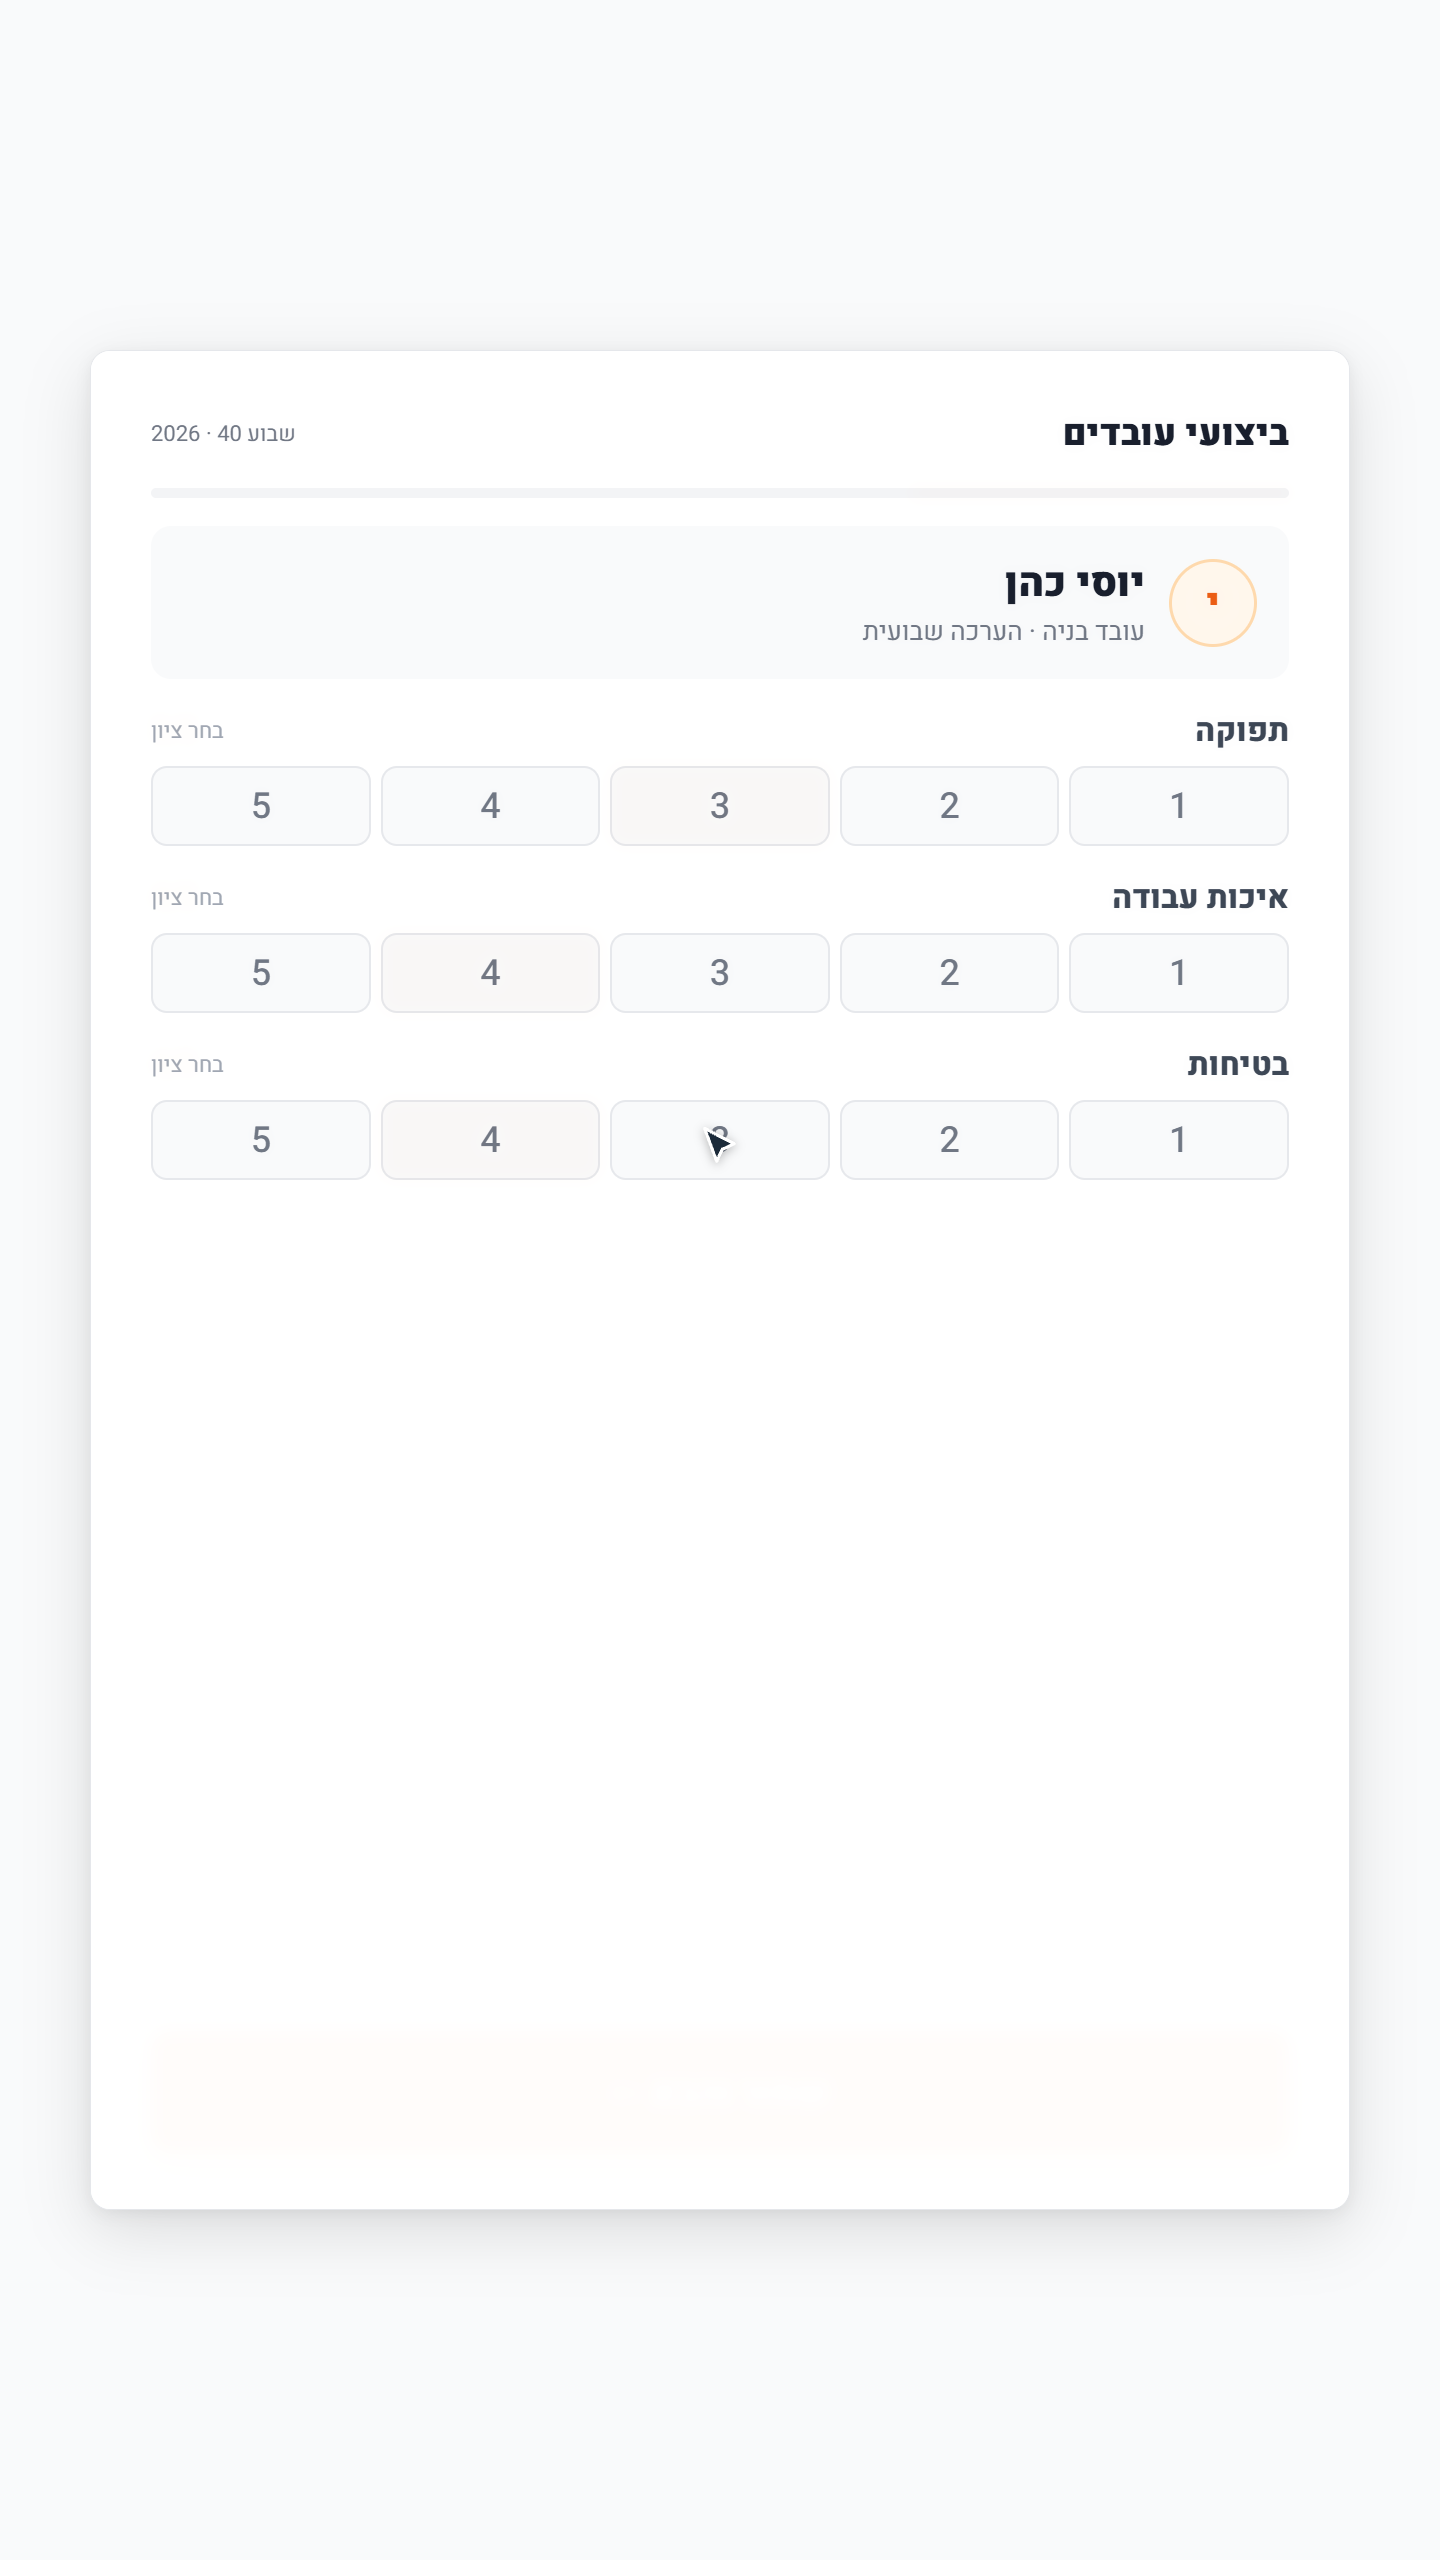 ביצועי עובדים
שבוע 40 · 2026
י
יוסי כהן
עובד בניה · הערכה שבועית
תפוקה
בחר ציון
1 2 3 4 5
איכות עבודה
בחר ציון
1 2 3 4 5
בטיחות
בחר ציון
1 2 4 5